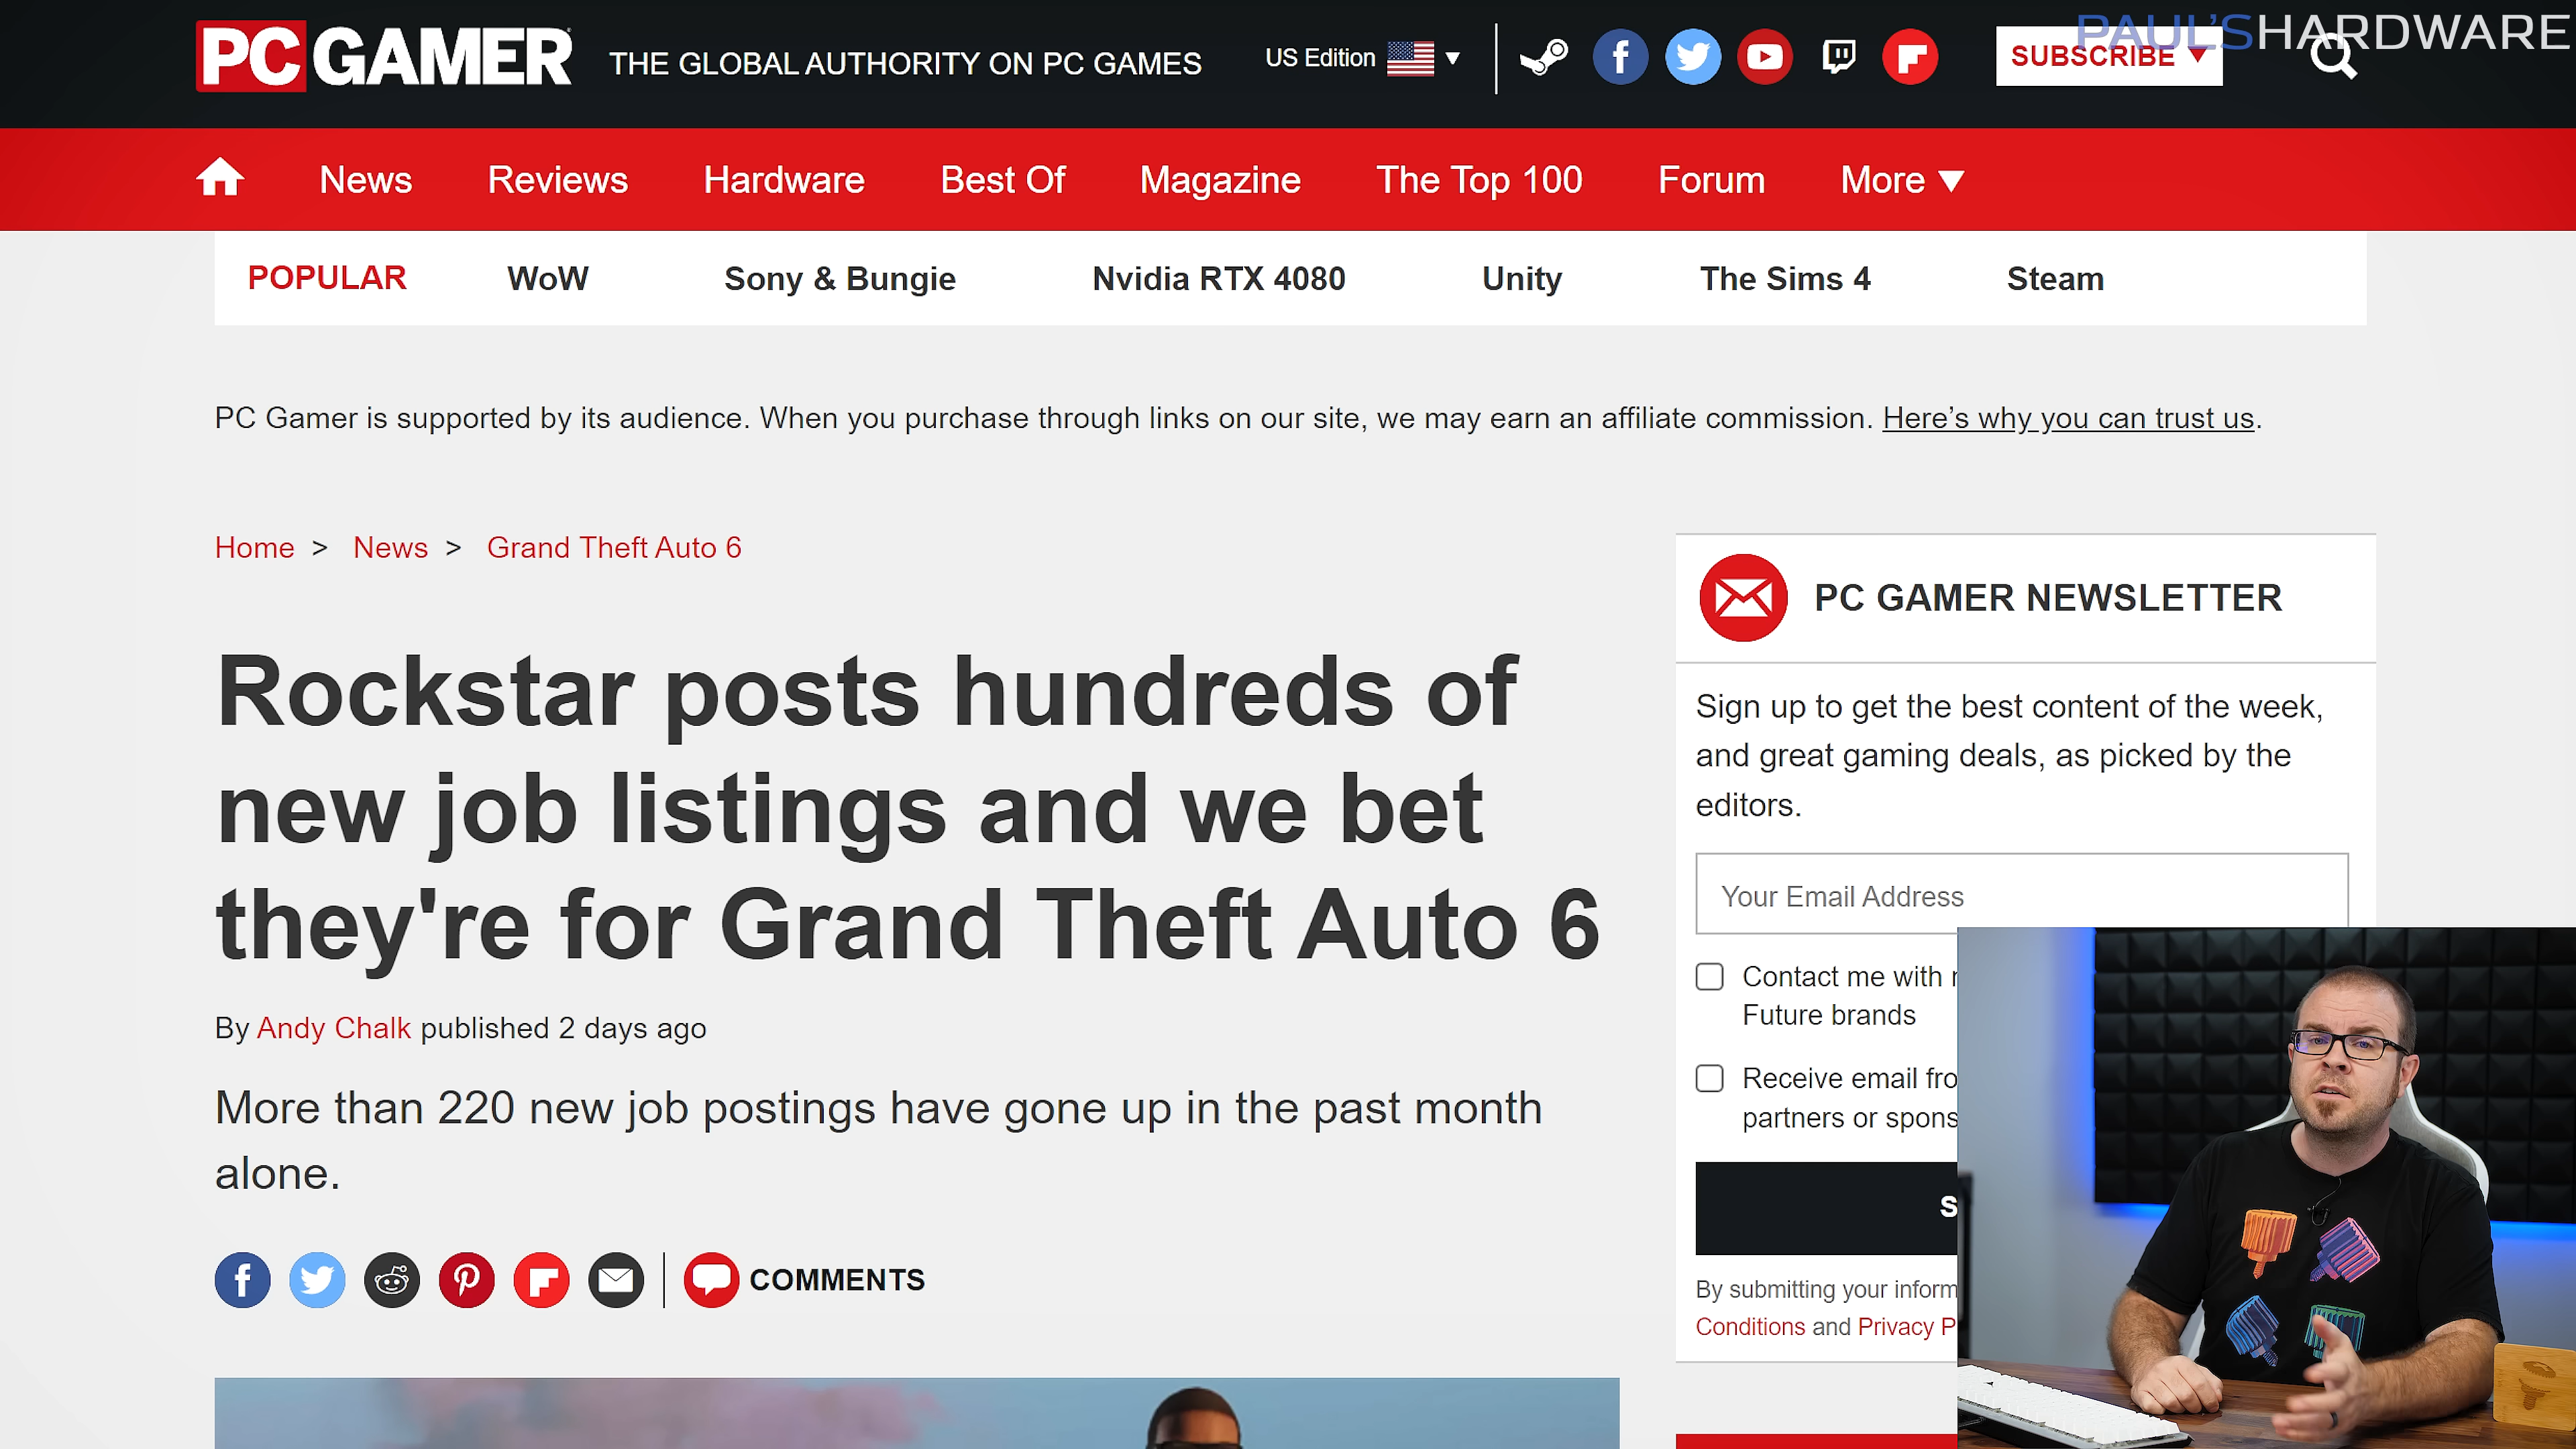 PC GAMER
THE GLOBAL AUTHORITY ON PC GAMES
US Edition
SUBSCRIBE
PAUL'SHARDWARE
News Reviews Hardware Best Of Magazine The Top 100 Forum More
POPULAR WoW Sony & Bungie Nvidia RTX 4080 Unity The Sims 4 Steam
PC Gamer is supported by its audience. When you purchase through links on our site, we may earn an affiliate commission. Here’s why you can trust us.
Home > News > Grand Theft Auto 6
Rockstar posts hundreds of
new job listings and we bet
they're for Grand Theft Auto 6
By Andy Chalk published 2 days ago
More than 220 new job postings have gone up in the past month
alone.
COMMENTS
PC GAMER NEWSLETTER
Sign up to get the best content of the week,
and great gaming deals, as picked by the
editors.
Your Email Address
Contact me with
Future brands
Receive email
partners or
By submitting your
Conditions and Privacy